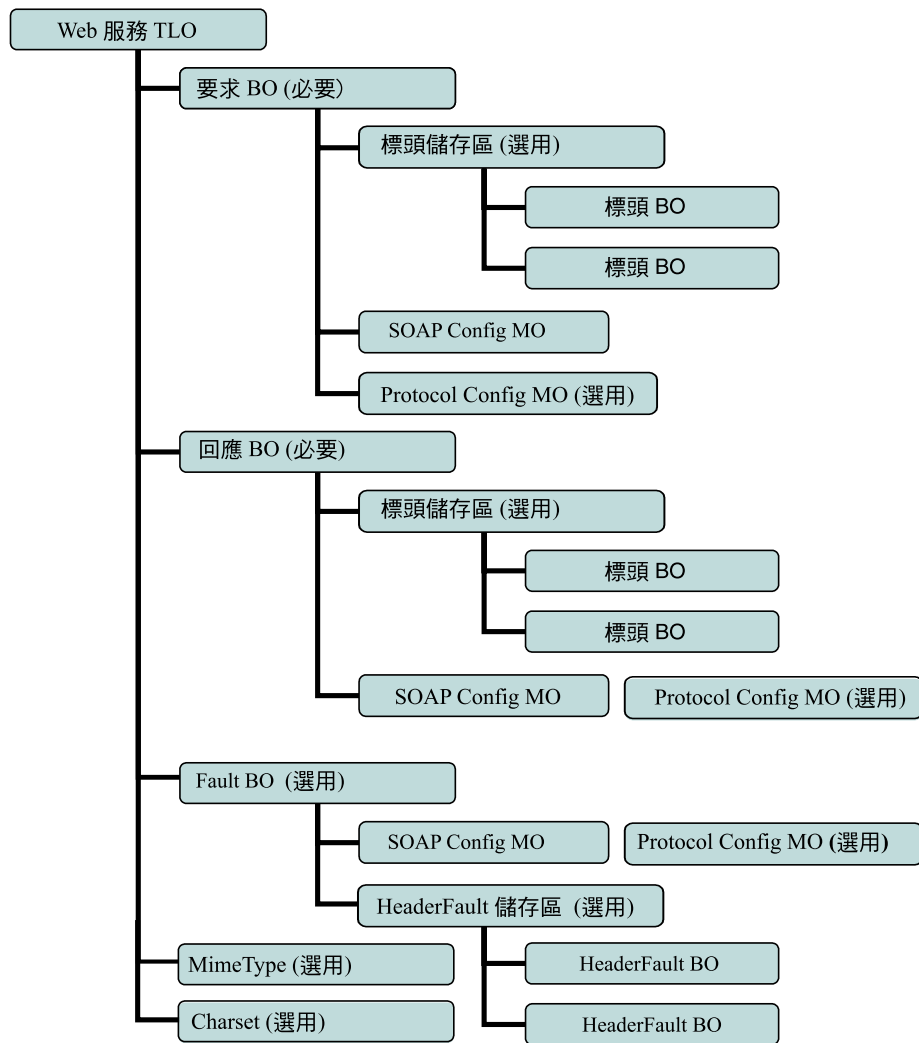 Web 服務 TLO
要求 BO (必要)
標頭儲存區 (選用)
標頭 BO
標頭 BO
SOAP Config MO
Protocol Config MO (選用)
回應 BO (必要)
標頭儲存區 (選用)
標頭 BO
標頭 BO
SOAP Config MO
Protocol Config MO (選用)
Fault BO (選用)
SOAP Config MO
Protocol Config MO (選用)
HeaderFault 儲存區 (選用)
HeaderFault BO
HeaderFault BO
MimeType (選用)
Charset (選用)